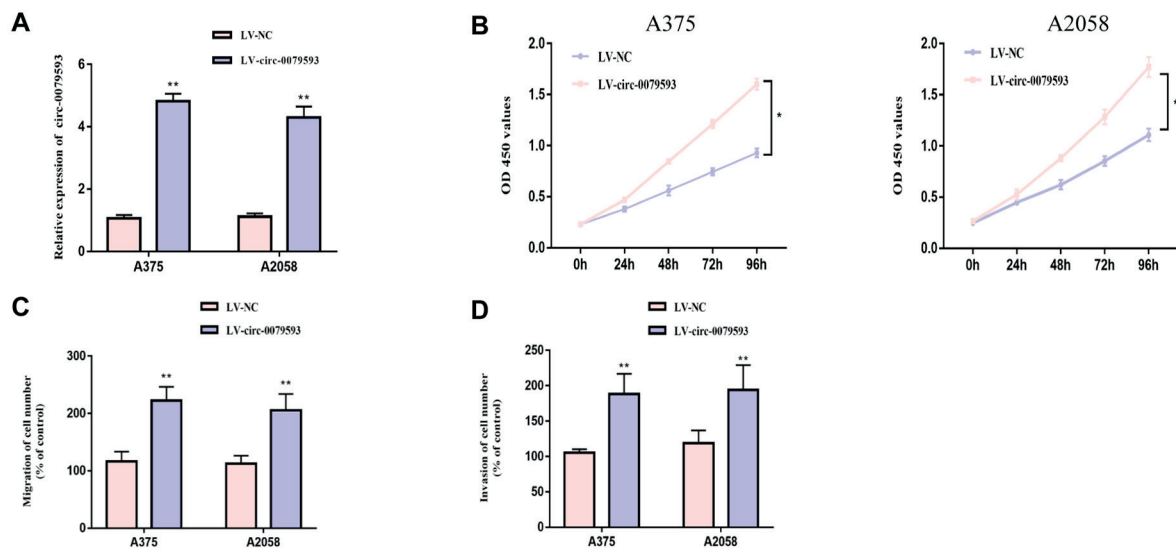 A
LV-NC
LV-circ-0079593
Relative expression of circ-0079593
6
4
2
0
**
**
A375
A2058
B
A375
LV-NC
LV-circ-0079593
OD 450 values
2.0
1.5
1.0
0.5
0.0
*
0h 24h 48h 72h 96h
A2058
LV-NC
LV-circ-0079593
OD 450 values
2.0
1.5
1.0
0.5
0.0
*
0h 24h 48h 72h 96h
C
LV-NC
LV-circ-0079593
Migration of cell number
(% of control)
300
200
100
0
**
**
A375
A2058
D
LV-NC
LV-circ-0079593
Invasion of cell number
(% of control)
250
200
150
100
50
0
**
**
A375
A2058